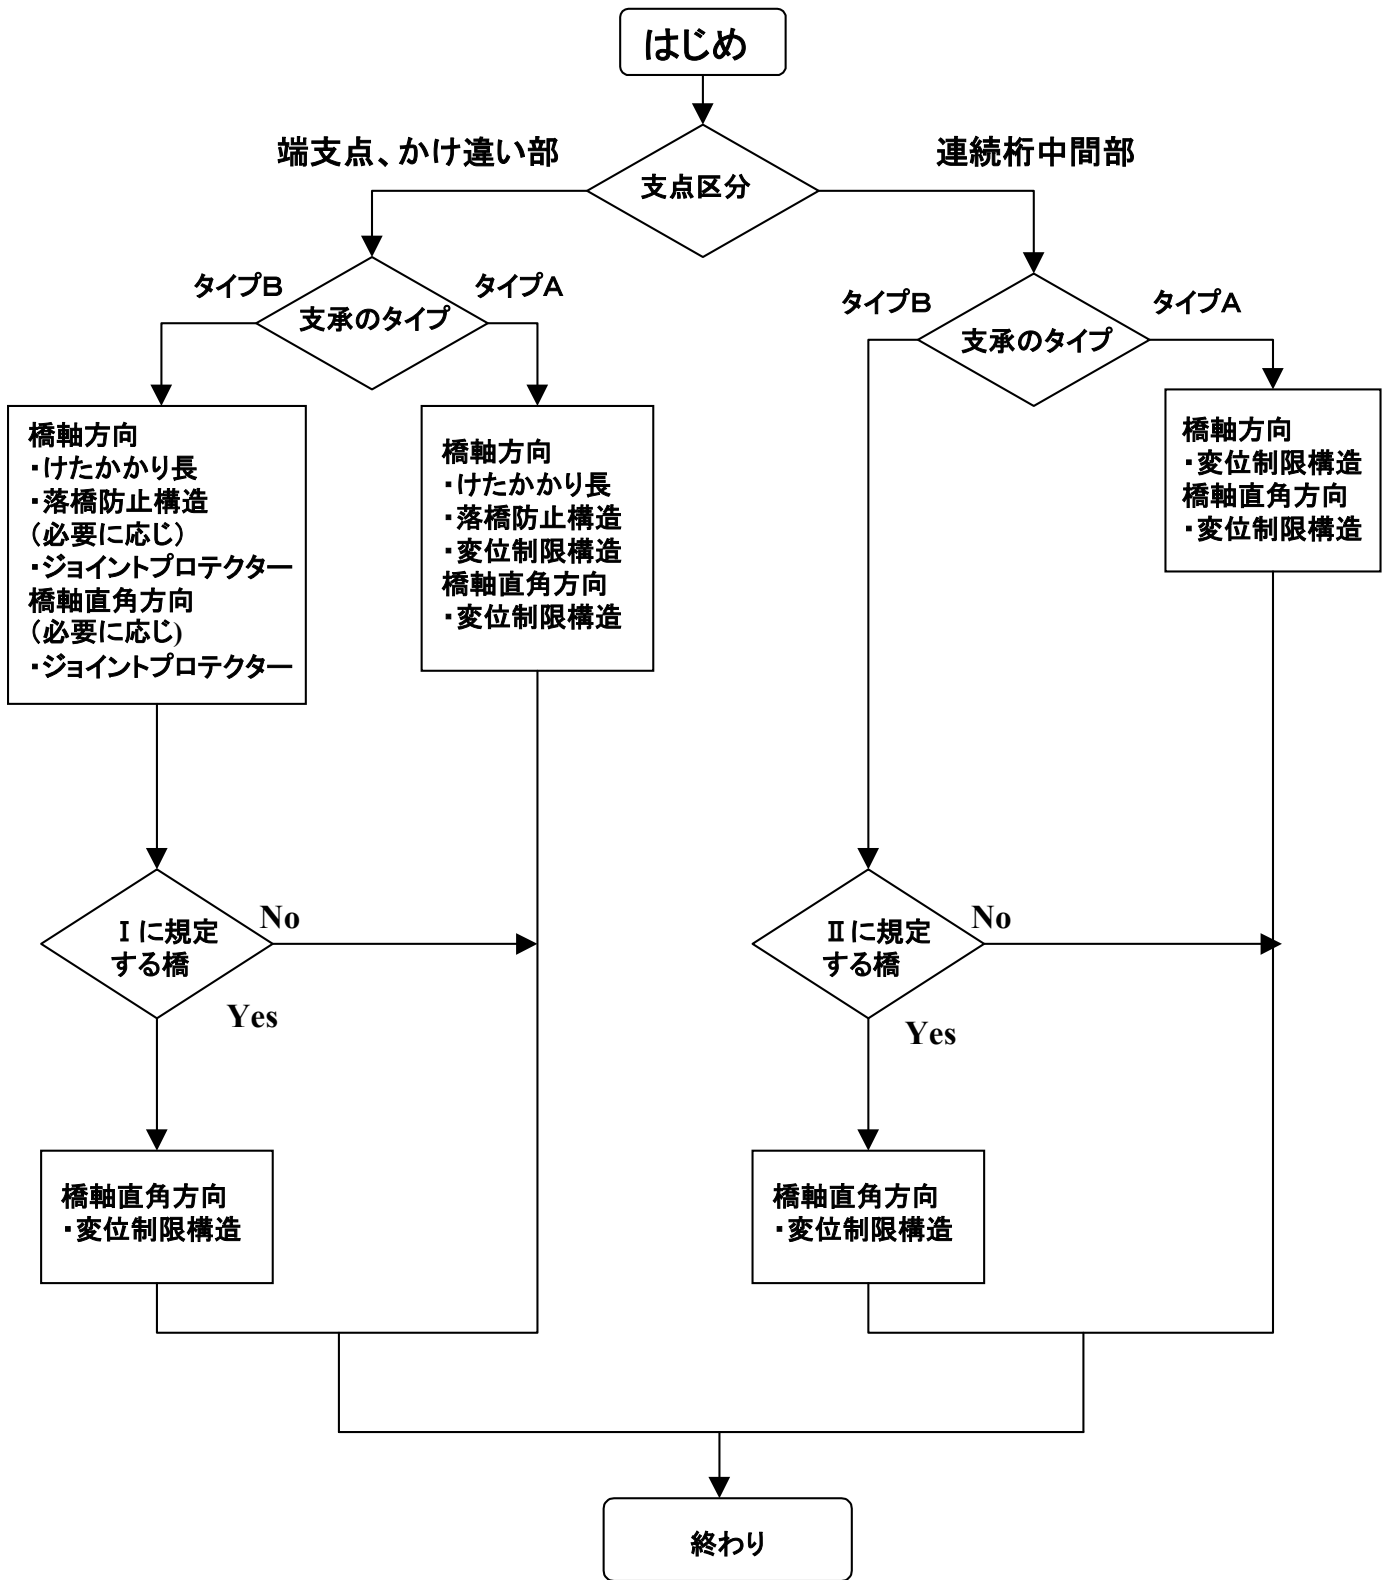 はじめ
端支点、かけ違い部
連続桁中間部
支点区分
タイプB
タイプA
支承のタイプ
タイプB
タイプA
支承のタイプ
橋軸方向
・けたかかり長
・落橋防止構造
（必要に応じ）
・ジョイントプロテクター
橋軸直角方向
（必要に応じ)
・ジョイントプロテクター
橋軸方向
・けたかかり長
・落橋防止構造
・変位制限構造
橋軸直角方向
・変位制限構造
橋軸方向
・変位制限構造
橋軸直角方向
・変位制限構造
Ⅰに規定
する橋
No
Yes
Ⅱに規定
する橋
No
Yes
橋軸直角方向
・変位制限構造
橋軸直角方向
・変位制限構造
終わり